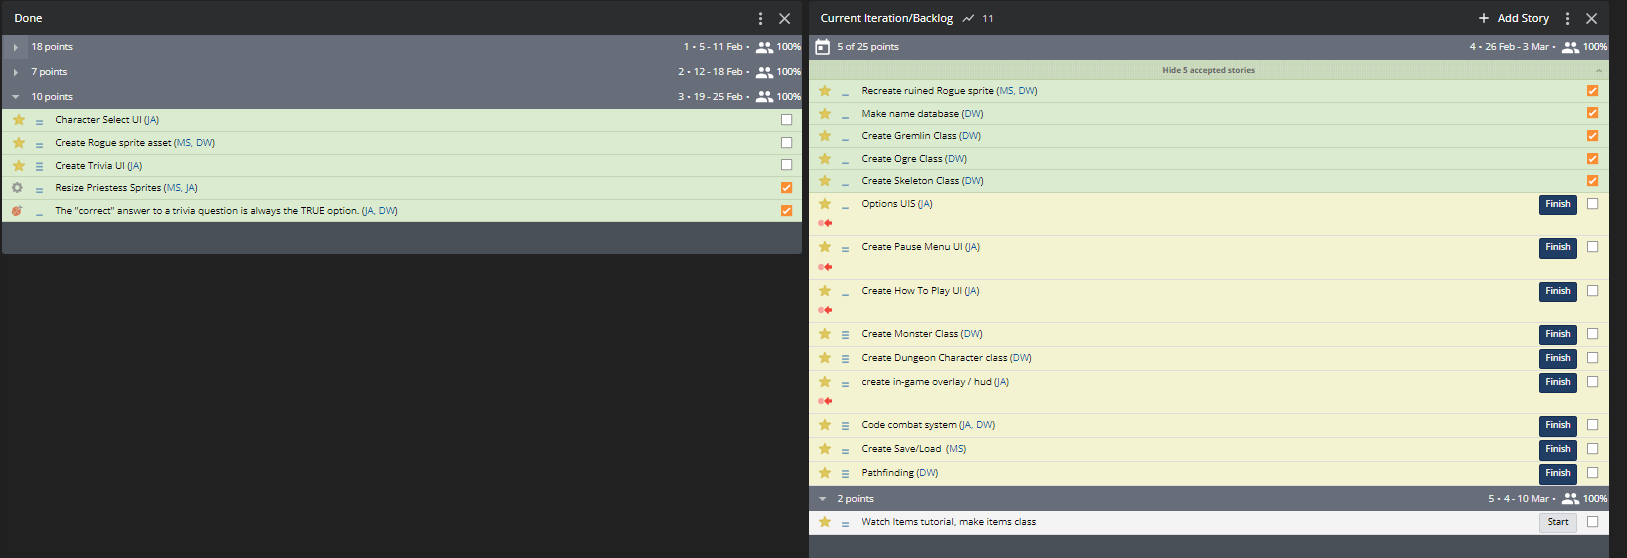 Done
18 points
1 • 5 - 11 Feb • 100%
7 points
2 • 12 - 18 Feb • 100%
10 points
3 • 19 - 25 Feb • 100%
Character Select UI (JA)
Create Rogue sprite asset (MS, DW)
Create Trivia UI (JA)
Resize Priestess Sprites (MS, JA)
The "correct" answer to a trivia question is always the TRUE option. (JA, DW)
Current Iteration/Backlog 11
+ Add Story
5 of 25 points
4 • 26 Feb - 3 Mar • 100%
Hide 5 accepted stories
Recreate ruined Rogue sprite (MS, DW)
Make name database (DW)
Create Gremlin Class (DW)
Create Ogre Class (DW)
Create Skeleton Class (DW)
Options UIS (JA) Finish
Create Pause Menu UI (JA) Finish
Create How To Play UI (JA) Finish
Create Monster Class (DW) Finish
Create Dungeon Character class (DW) Finish
create in-game overlay / hud (JA) Finish
Code combat system (JA, DW) Finish
Create Save/Load (MS) Finish
Pathfinding (DW) Finish
2 points
5 • 4 - 10 Mar • 100%
Watch Items tutorial, make items class Start